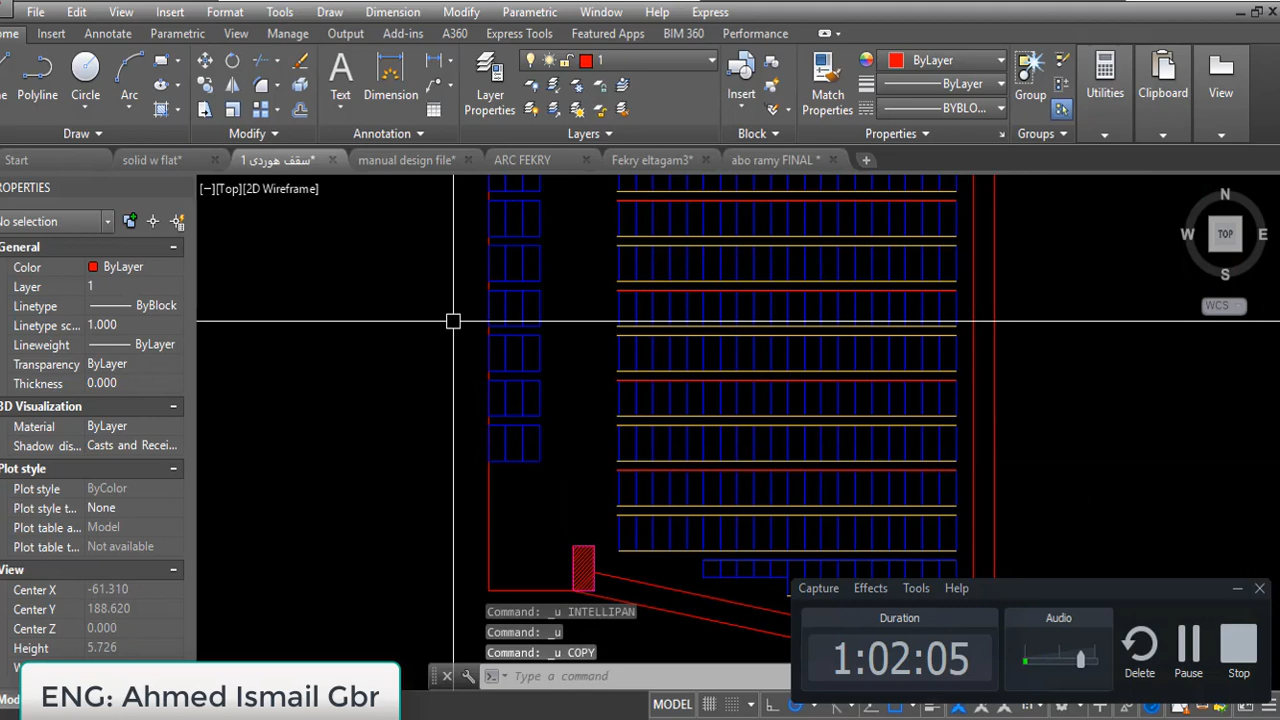 File Edit View Insert Format Tools Draw Dimension Modify Parametric Window Help Express
Insert Annotate Parametric View Manage Output Add-ins A360 Express Tools Featured Apps BIM 360 Performance
Polyline Circle Arc Text Dimension Layer Properties 1 Insert Match Properties ByLayer ByLayer BYBLO... Group Utilities Clipboard View
Draw Modify Annotation Layers Block Properties Groups
Start solid w flat* سقف هوردى 1* manual design file* ARC FEKRY Fekry eltagam3* abo ramy FINAL *
[−][Top][2D Wireframe]
No selection
General
Color ByLayer
Layer 1
Linetype ByBlock
Linetype sc... 1.000
Lineweight ByLayer
Transparency ByLayer
Thickness 0.000
3D Visualization
Material ByLayer
Shadow dis... Casts and Recei...
Plot style
Plot style ByColor
Plot style t... None
Plot table a... Model
Plot table t... Not available
View
Center X -61.310
Center Y 188.620
Center Z 0.000
Height 5.726
N
W TOP E
S
WCS
Command: _u INTELLIPAN
Command: _u
Command: _u COPY
Type a command
MODEL
Capture Effects Tools Help
Duration Audio
1:02:05
Delete Pause Stop
ENG: Ahmed Ismail Gbr